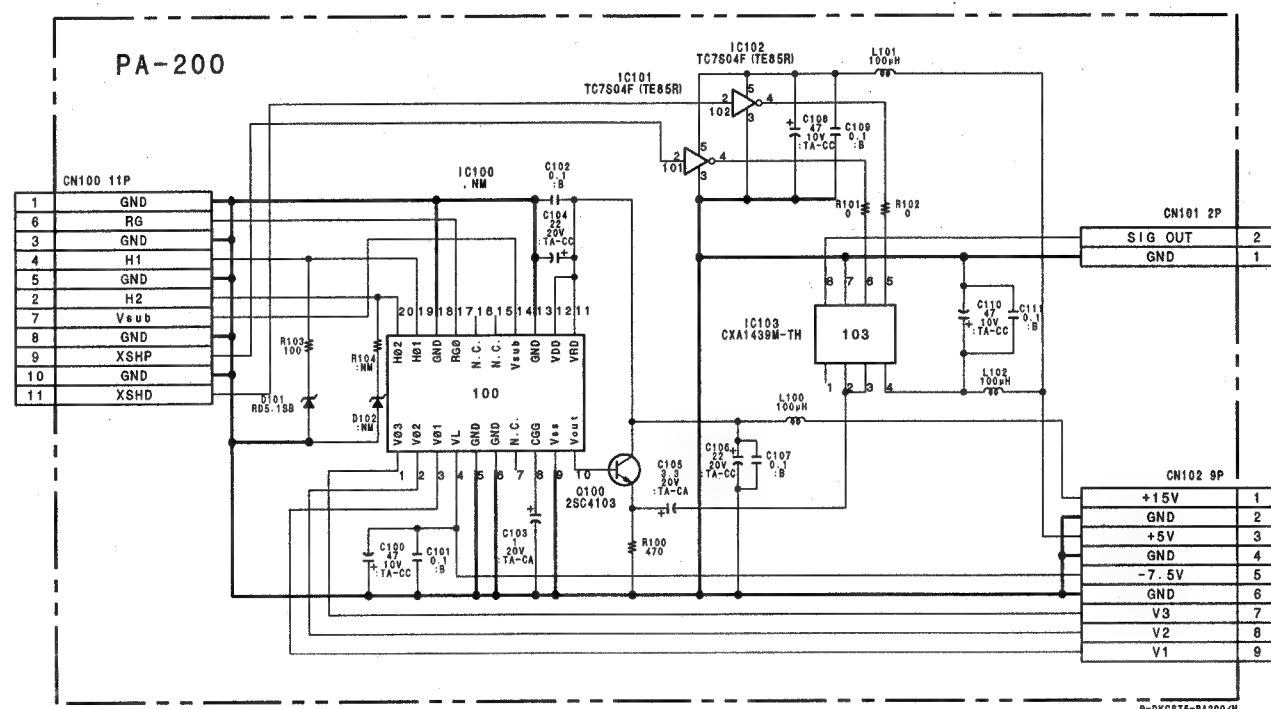 PA-200
IC102
TC7S04F (TE85R)
IC101
TC7S04F (TE85R)
L101
100μH
2
5
102
4
3
C108
47
10V
:TA-CC
C109
0.1
:B
2
5
101
4
3
CN100 11P
1 GND
6 RG
3 GND
4 H1
5 GND
2 H2
7 Vsub
8 GND
9 XSHP
10 GND
11 XSHD
IC100
, NM
C102
0.1
:B
C104
22
20V
:TA-CC
R101
0
R102
0
CN101 2P
SIG OUT 2
GND 1
8 7 6 5
IC103
CXA1439M-TH
103
1 2 3 4
C110
47
10V
:TA-CC
C111
0.1
:B
L102
100μH
R103
100
R104
:NM
D101
RD5.1SB
D102
:NM
20 19 18 17 16 15 14 13 12 11
HØ2 HØ1 GND RGØ N.C. N.C. Vsub GND VDD VRD
100
VØ3 VØ2 VØ1 VL GND GND N.C. CGG Vss Vout
1 2 3 4 5 6 7 8 9 10
L100
100μH
Q100
2SC4103
C105
3.3
20V
:TA-CA
C106
22
20V
:TA-CC
C107
0.1
:B
R100
470
C100
47
10V
:TA-CC
C101
0.1
:B
C103
1
20V
:TA-CA
CN102 9P
+15V 1
GND 2
+5V 3
GND 4
-7.5V 5
GND 6
V3 7
V2 8
V1 9